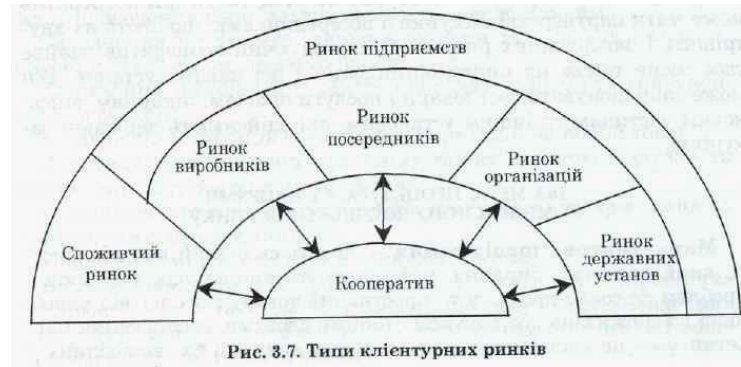 Ринок підприємств
Ринок
посередників
Ринок
виробників
Ринок
організацій
Споживчий
ринок
Ринок
державних
установ
Кооператив
Рис. 3.7. Типи клієнтурних ринків